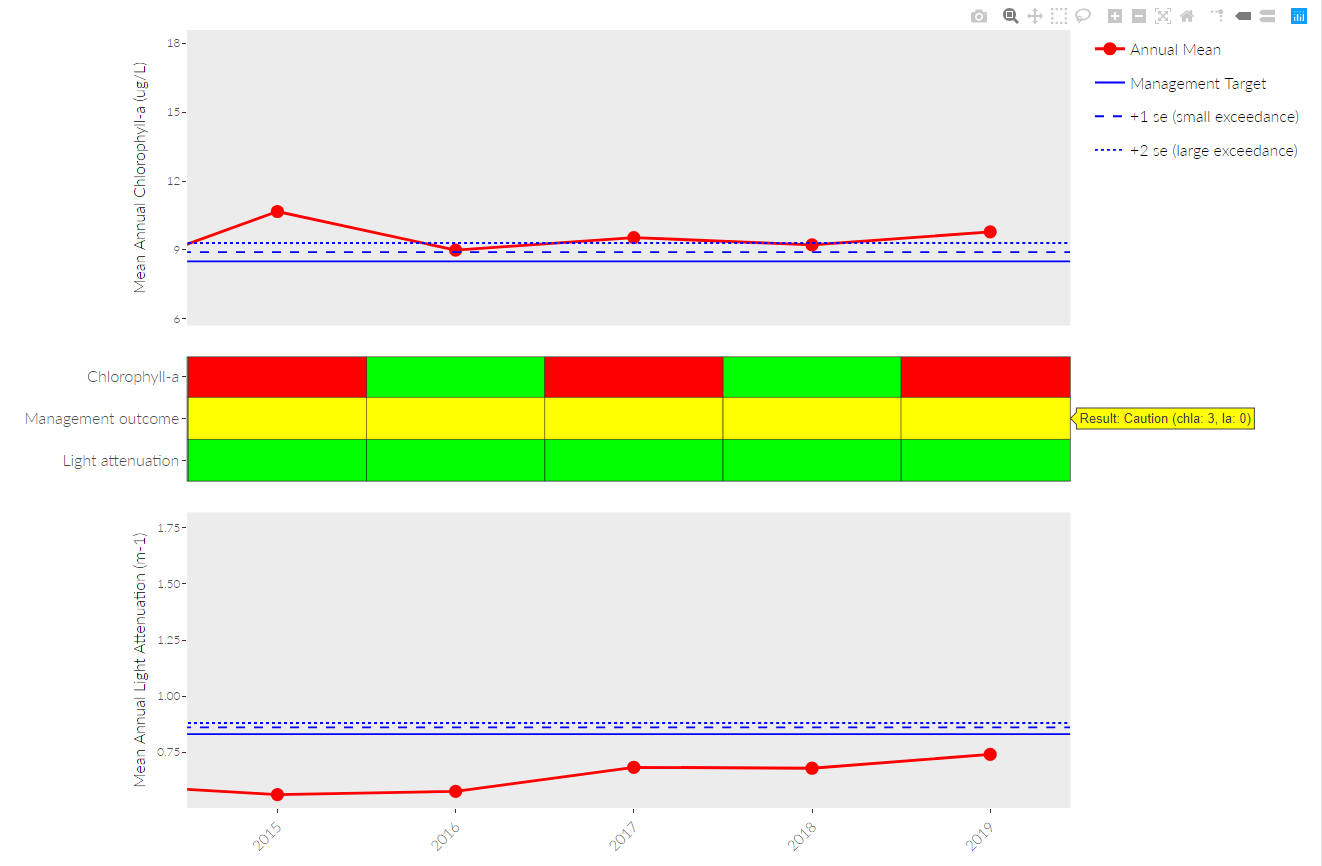 Annual Mean
Management Target
+1 se (small exceedance)
+2 se (large exceedance)
Mean Annual Chlorophyll-a (ug/L)
18
15
12
9
6
Chlorophyll-a
Management outcome
Light attenuation
Result: Caution (chla: 3, la: 0)
Mean Annual Light Attenuation (m-1)
1.75
1.50
1.25
1.00
0.75
2015
2016
2017
2018
2019